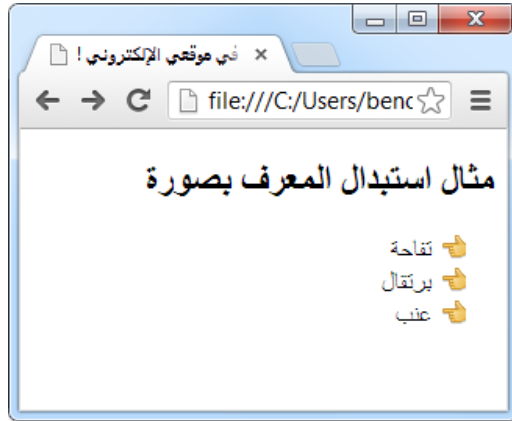 في موقعي الإلكتروني !
file:///C:/Users/benc
مثال استبدال المعرف بصورة
تفاحة
برتقال
عنب